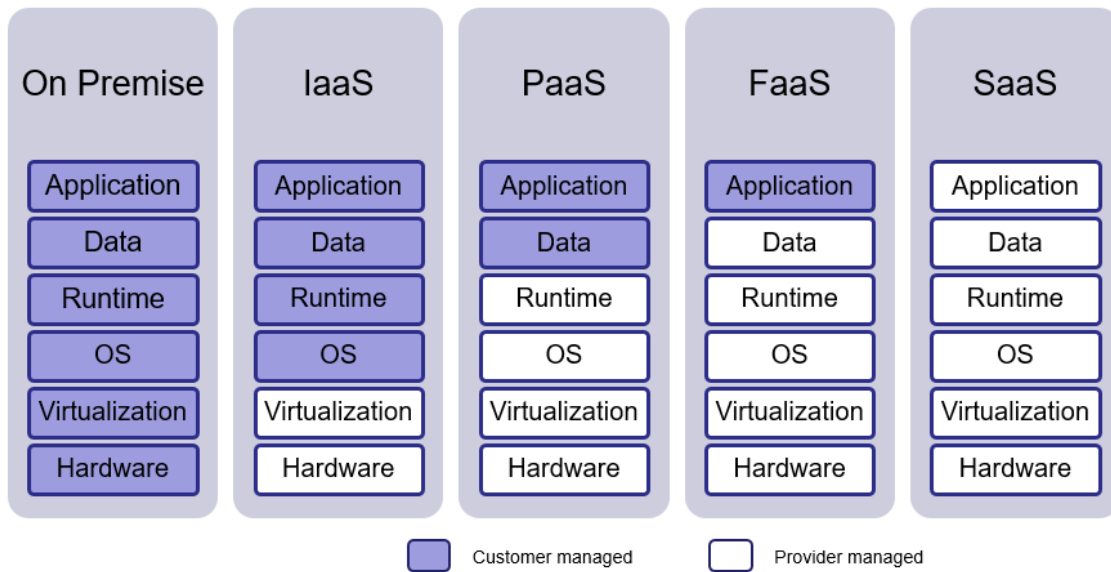 On Premise
IaaS
PaaS
FaaS
SaaS
Application
Application
Application
Application
Application
Data
Data
Data
Data
Data
Runtime
Runtime
Runtime
Runtime
Runtime
OS
OS
OS
OS
OS
Virtualization
Virtualization
Virtualization
Virtualization
Virtualization
Hardware
Hardware
Hardware
Hardware
Hardware
Customer managed
Provider managed